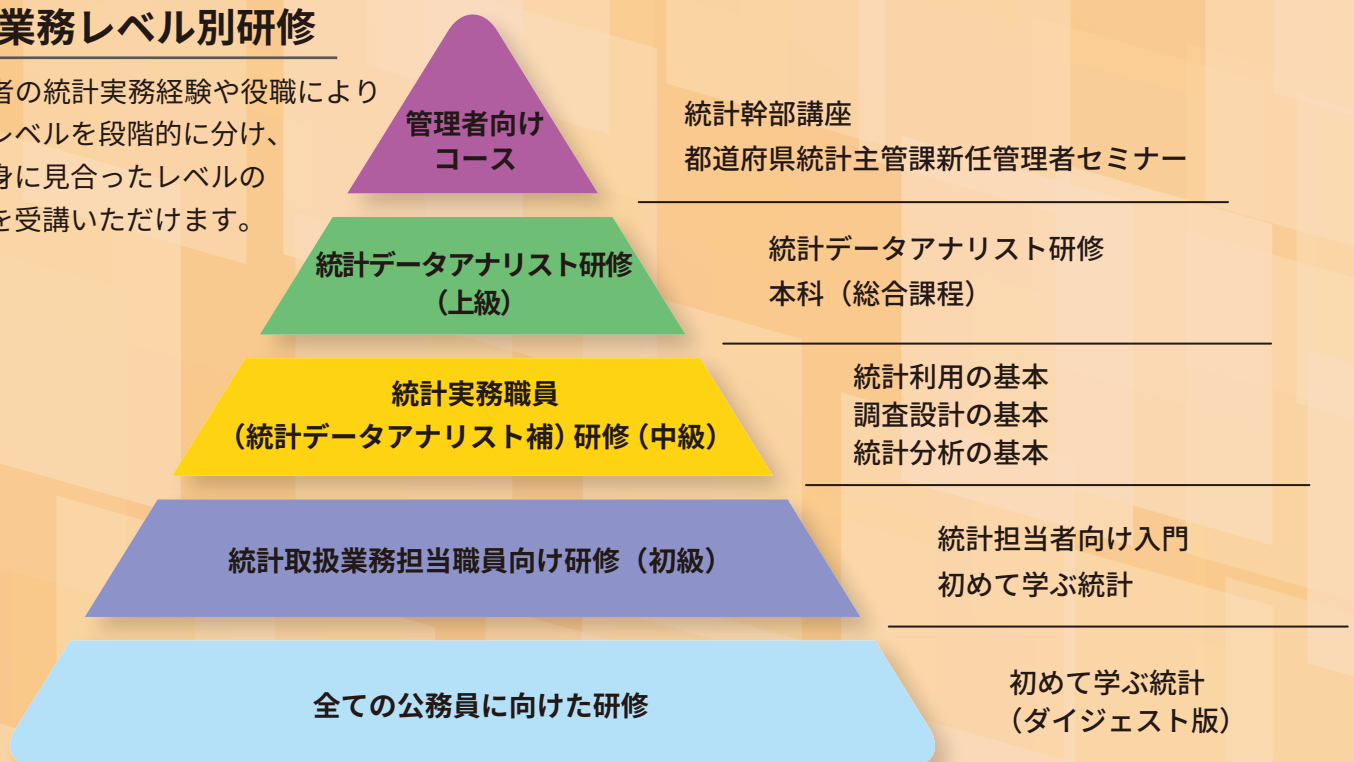 業務レベル別研修
者の統計実務経験や役職により
レベルを段階的に分け、
身に見合ったレベルの
を受講いただけます。
管理者向け
コース
統計幹部講座
都道府県統計主管課新任管理者セミナー
統計データアナリスト研修
（上級）
統計データアナリスト研修
本科（総合課程）
統計実務職員
（統計データアナリスト補）研修（中級）
統計利用の基本
調査設計の基本
統計分析の基本
統計取扱業務担当職員向け研修（初級）
統計担当者向け入門
初めて学ぶ統計
全ての公務員に向けた研修
初めて学ぶ統計
（ダイジェスト版）